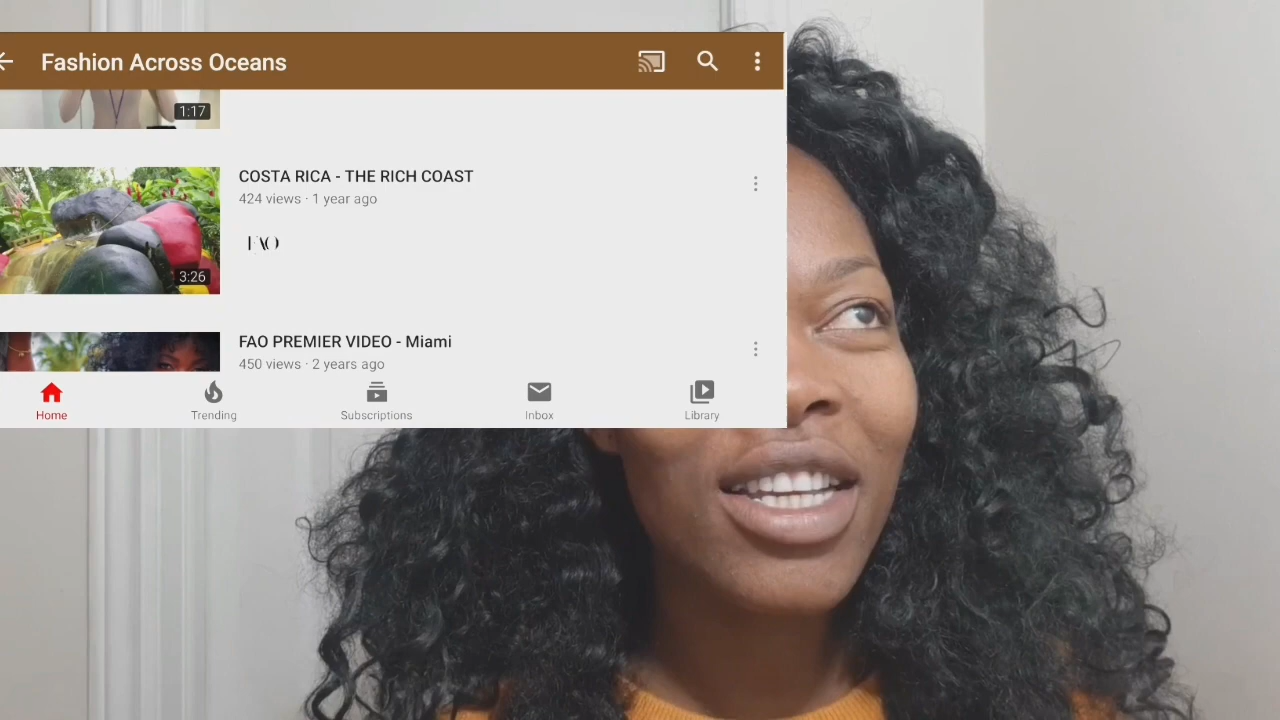 Fashion Across Oceans
1:17
COSTA RICA - THE RICH COAST
424 views · 1 year ago
FAO
3:26
FAO PREMIER VIDEO - Miami
450 views · 2 years ago
Home Trending Subscriptions Inbox Library